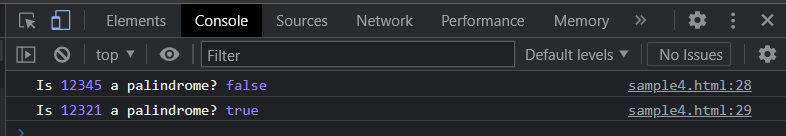 Elements Console Sources Network Performance Memory »
top ▼ Filter Default levels ▼ No Issues
Is 12345 a palindrome? false sample4.html:28
Is 12321 a palindrome? true sample4.html:29